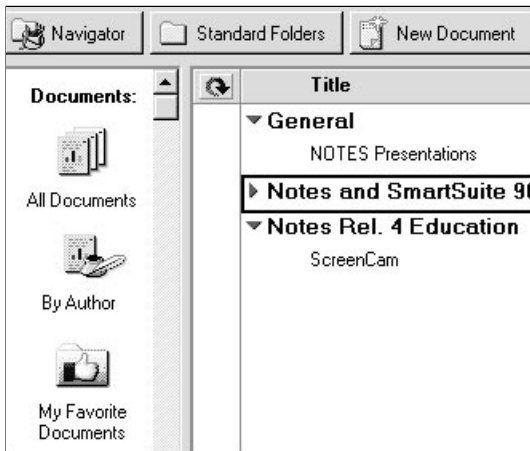 Navigator Standard Folders New Document
Documents:
All Documents
By Author
My Favorite
Documents
Title
General
NOTES Presentations
Notes and SmartSuite
Notes Rel. 4 Education
ScreenCam